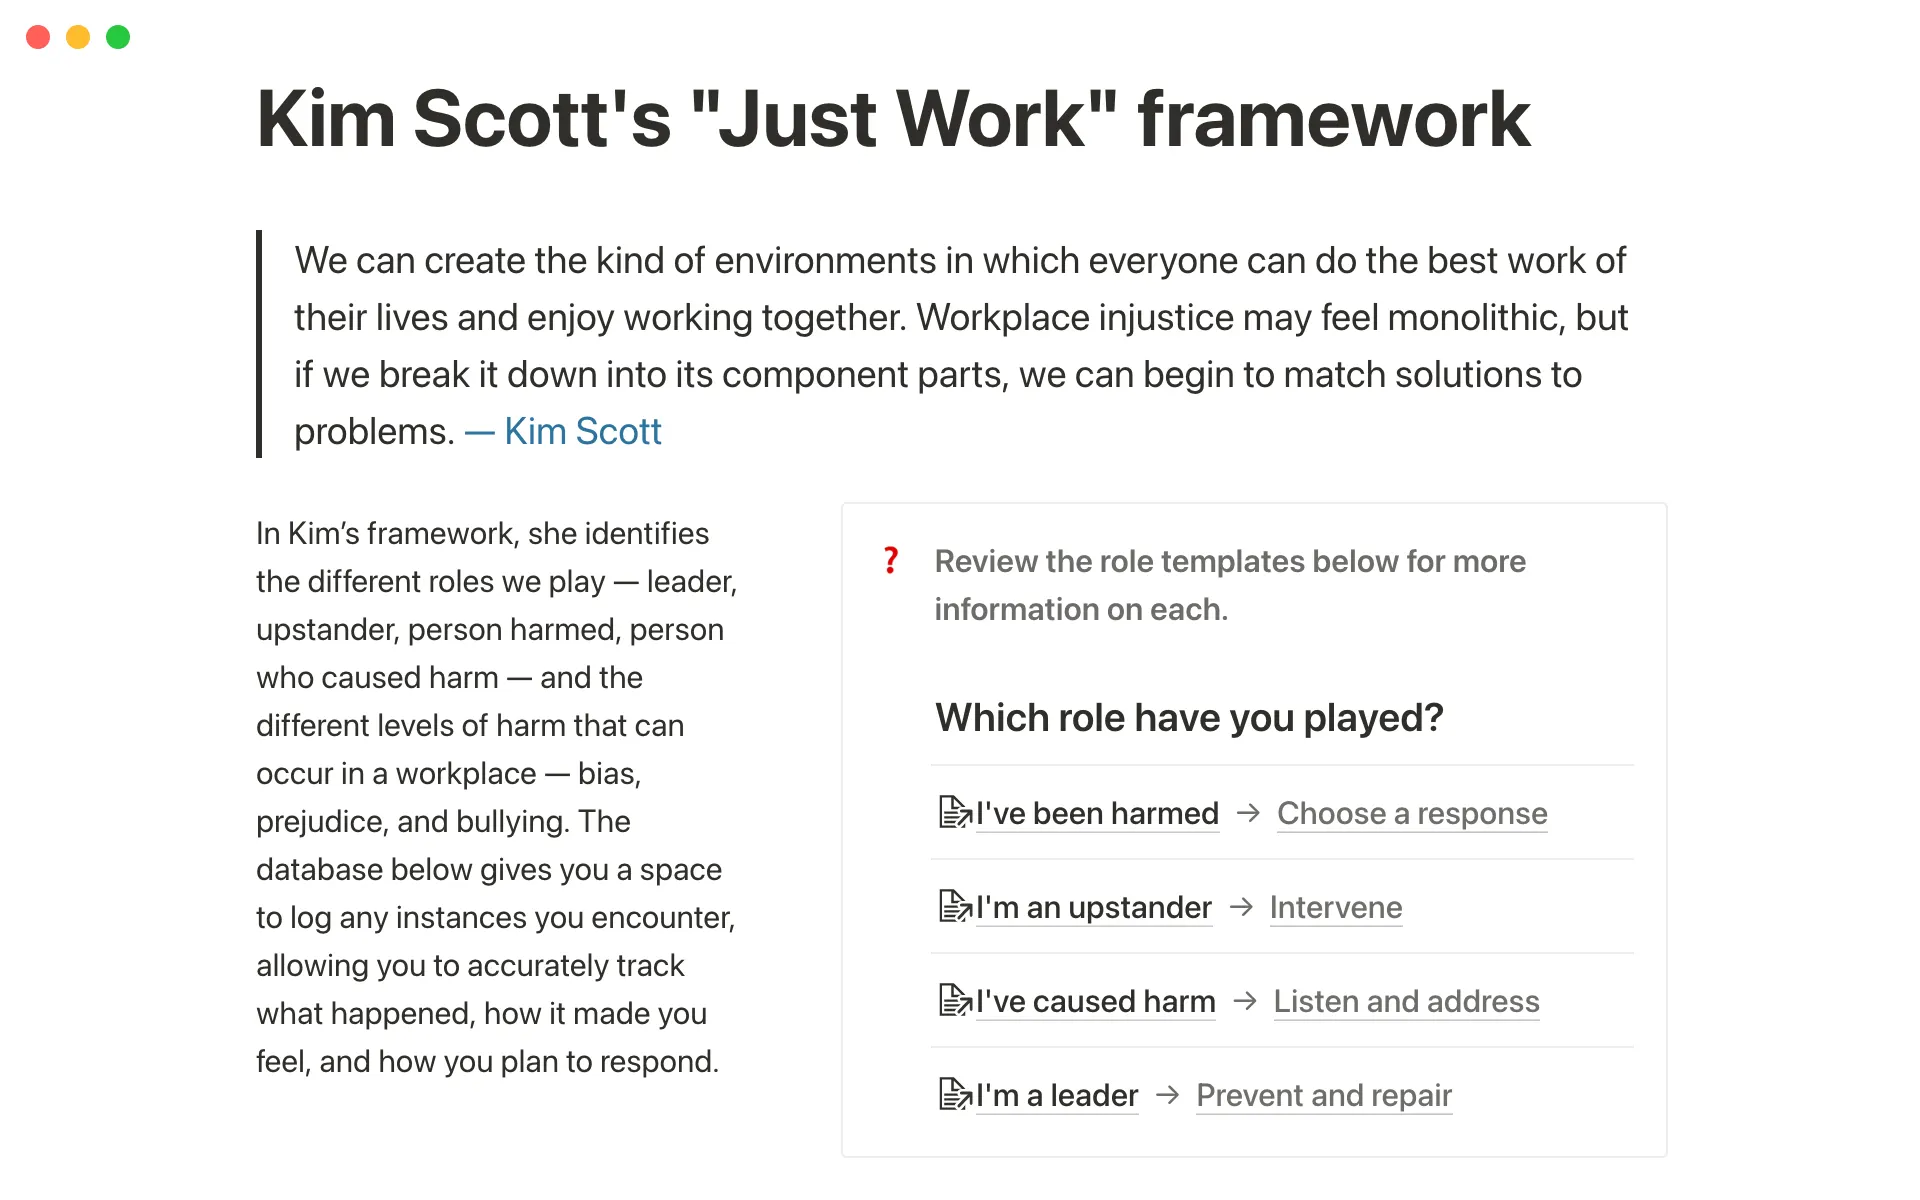 Kim Scott's "Just Work" framework
We can create the kind of environments in which everyone can do the best work of
their lives and enjoy working together. Workplace injustice may feel monolithic, but
if we break it down into its component parts, we can begin to match solutions to
problems. — Kim Scott
In Kim’s framework, she identifies
the different roles we play — leader,
upstander, person harmed, person
who caused harm — and the
different levels of harm that can
occur in a workplace — bias,
prejudice, and bullying. The
database below gives you a space
to log any instances you encounter,
allowing you to accurately track
what happened, how it made you
feel, and how you plan to respond.
❓ Review the role templates below for more
information on each.
Which role have you played?
I've been harmed → Choose a response
I'm an upstander → Intervene
I've caused harm → Listen and address
I'm a leader → Prevent and repair